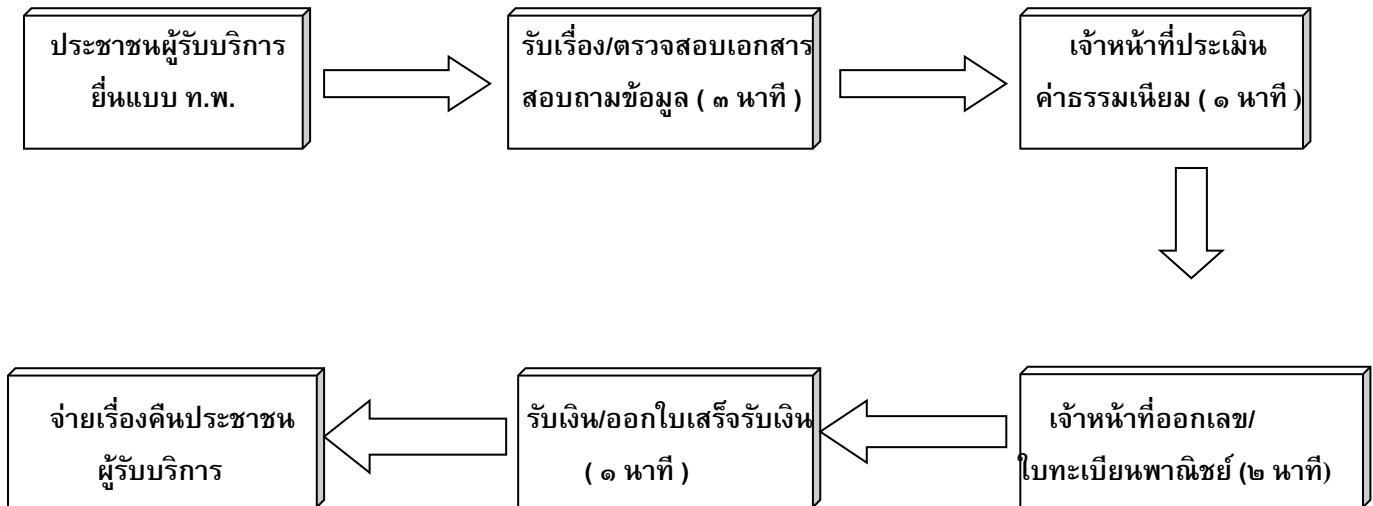 ประชาชนผู้รับบริการ
ยื่นแบบ ท.พ.
รับเรื่อง/ตรวจสอบเอกสาร
สอบถามข้อมูล ( ๓ นาที )
เจ้าหน้าที่ประเมิน
ค่าธรรมเนียม ( ๑ นาที )
เจ้าหน้าที่ออกเลข/
ใบทะเบียนพาณิชย์ (๒ นาที)
รับเงิน/ออกใบเสร็จรับเงิน
( ๑ นาที )
จ่ายเรื่องคืนประชาชน
ผู้รับบริการ